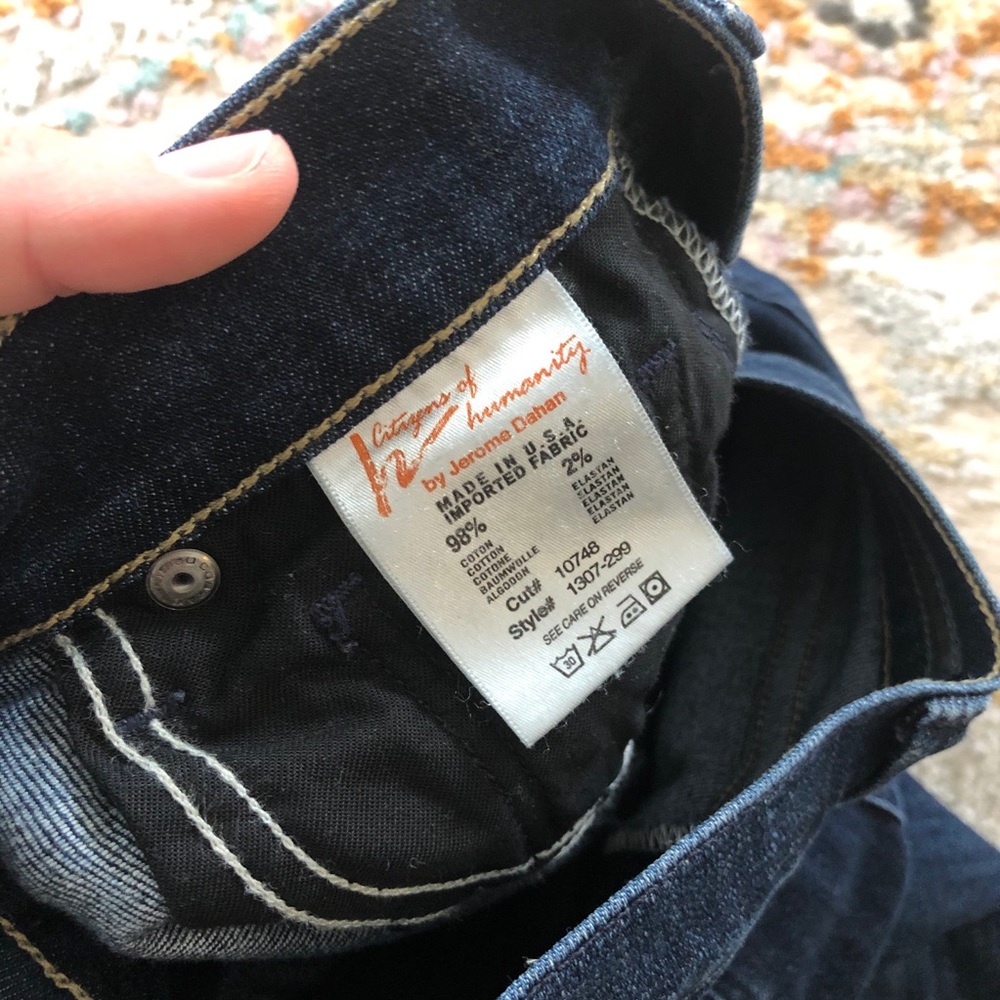 Citizens of
humanity
by Jerome Dahan
MADE IN U.S.A.
IMPORTED FABRIC
98% 2%
COTON ELASTAN
COTTON ELASTAN
COTONE ELASTAN
BAUMWOLLE ELASTAN
ALGODON ELASTAN
Cut# 10748
Style# 1307-299
SEE CARE ON REVERSE
30